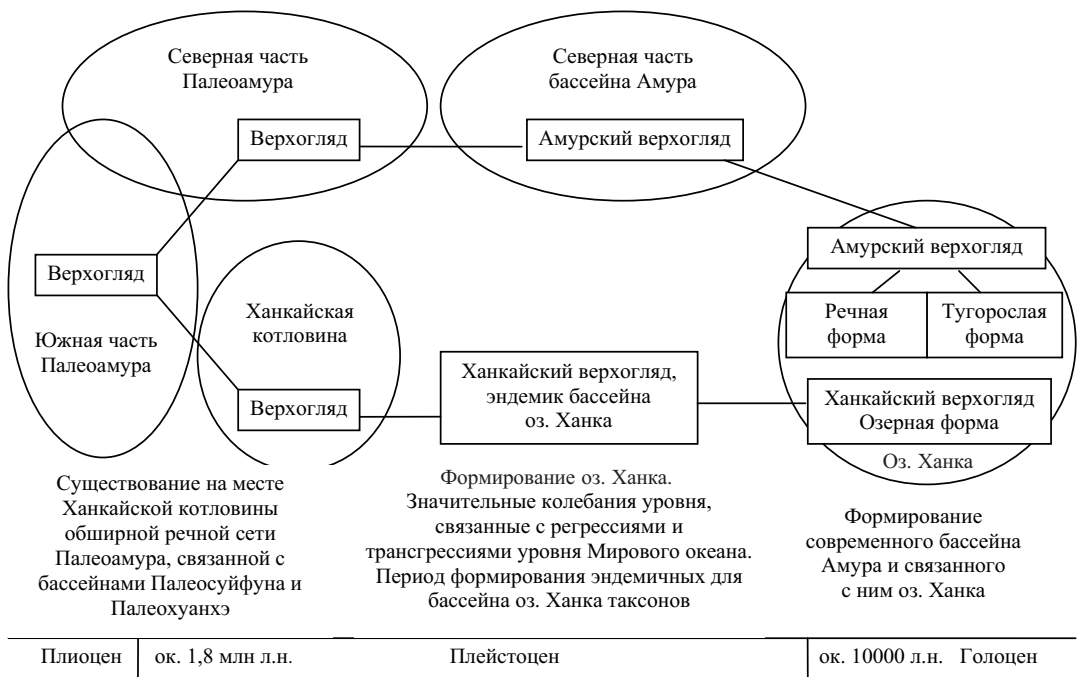 Северная часть
Палеоамура
Верхогляд
Северная часть
бассейна Амура
Амурский верхогляд
Верхогляд
Южная часть
Палеоамура
Ханкайская
котловина
Верхогляд
Ханкайский верхогляд,
эндемик бассейна
оз. Ханка
Амурский верхогляд
Речная
форма
Тугорослая
форма
Ханкайский верхогляд
Озерная форма
Оз. Ханка
Существование на месте
Ханкайской котловины
обширной речной сети
Палеоамура, связанной с
бассейнами Палеосуйфуна и
Палеохуанхэ
Формирование оз. Ханка.
Значительные колебания уровня,
связанные с регрессиями и
трансгрессиями уровня Мирового океана.
Период формирования эндемичных для
бассейна оз. Ханка таксонов
Формирование
современного бассейна
Амура и связанного
с ним оз. Ханка
Плиоцен ок. 1,8 млн л.н. Плейстоцен ок. 10000 л.н. Голоцен